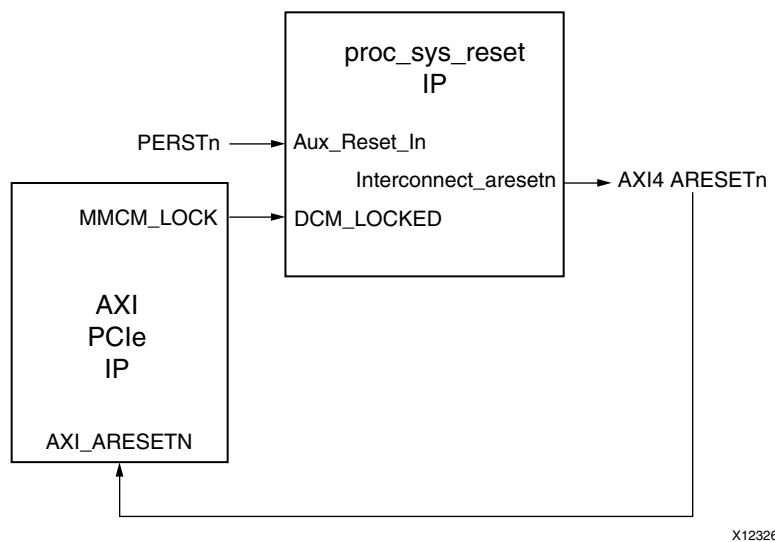 proc_sys_reset
IP
PERSTn
Aux_Reset_In
Interconnect_aresetn
AXI4 ARESETn
MMCM_LOCK
DCM_LOCKED
AXI
PCIe
IP
AXI_ARESETN
X12326